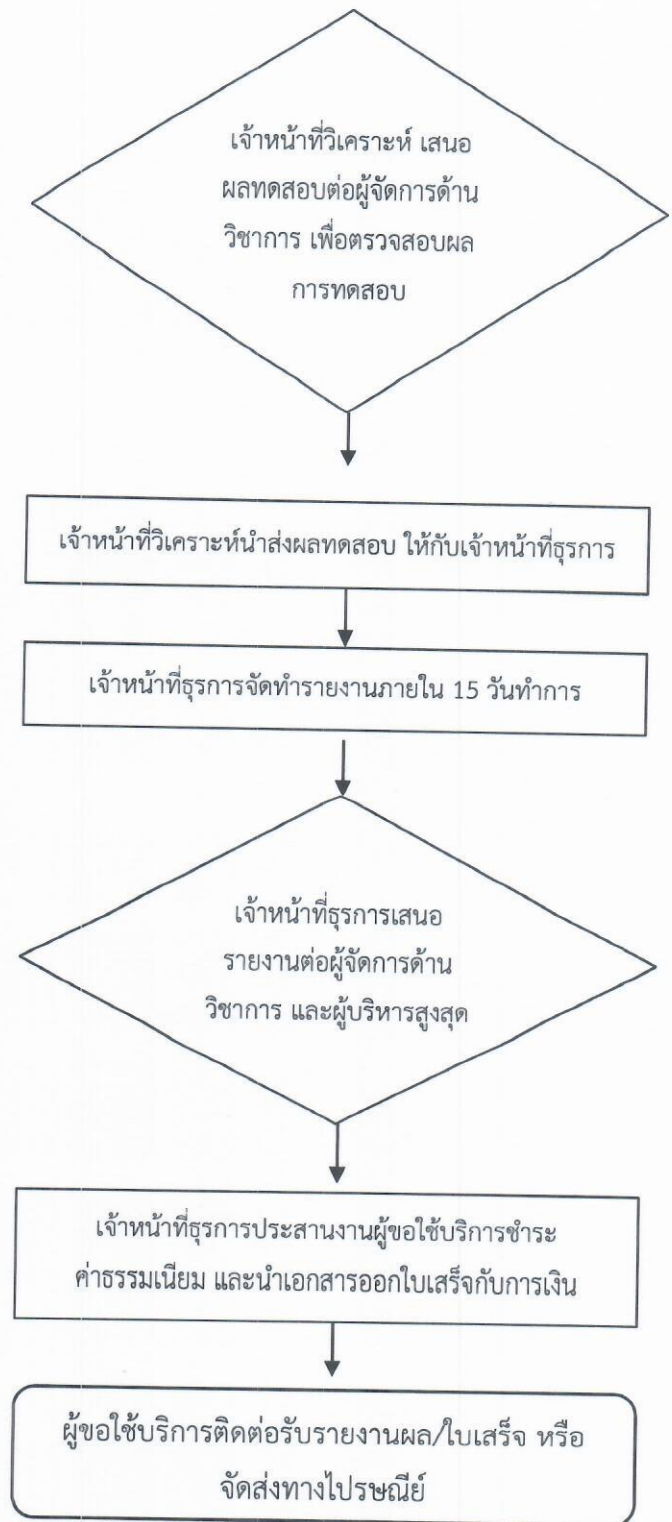 เจ้าหน้าที่วิเคราะห์ เสนอ
ผลทดสอบต่อผู้จัดการด้าน
วิชาการ เพื่อตรวจสอบผล
การทดสอบ
เจ้าหน้าที่วิเคราะห์นำส่งผลทดสอบ ให้กับเจ้าหน้าที่ธุรการ
เจ้าหน้าที่ธุรการจัดทำรายงานภายใน 15 วันทำการ
เจ้าหน้าที่ธุรการเสนอ
รายงานต่อผู้จัดการด้าน
วิชาการ และผู้บริหารสูงสุด
เจ้าหน้าที่ธุรการประสานงานผู้ขอใช้บริการชำระ
ค่าธรรมเนียม และนำเอกสารออกใบเสร็จกับการเงิน
ผู้ขอใช้บริการติดต่อรับรายงานผล/ใบเสร็จ หรือ
จัดส่งทางไปรษณีย์